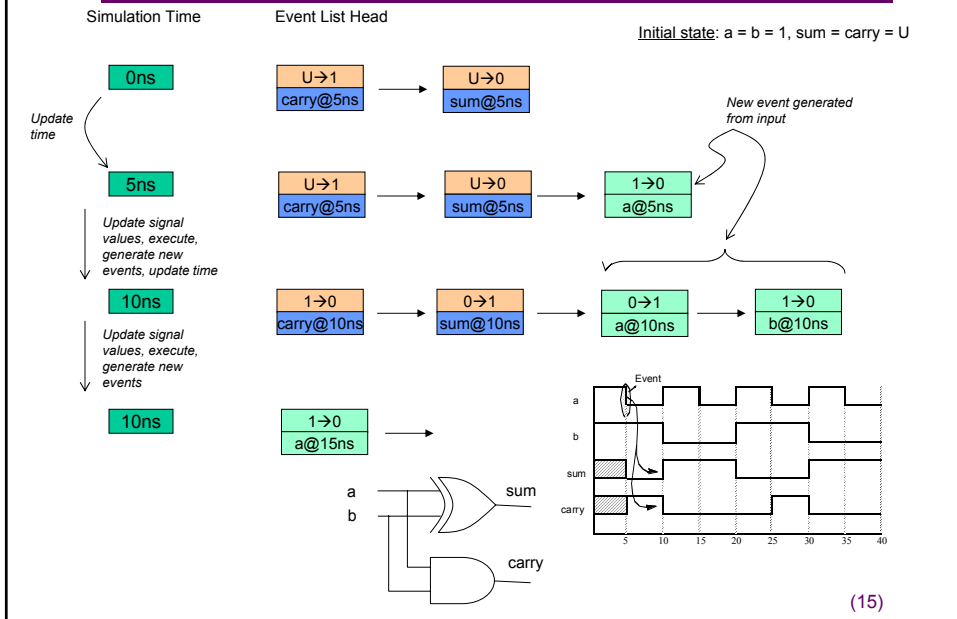 Simulation Time
Event List Head
Initial state: a = b = 1, sum = carry = U
0ns
U→1
carry@5ns
U→0
sum@5ns
Update
time
New event generated
from input
5ns
U→1
carry@5ns
U→0
sum@5ns
1→0
a@5ns
Update signal
values, execute,
generate new
events, update time
10ns
1→0
carry@10ns
0→1
sum@10ns
0→1
a@10ns
1→0
b@10ns
Update signal
values, execute,
generate new
events
10ns
1→0
a@15ns
a
b
sum
carry
Event
a
b
sum
carry
5 10 15 20 25 30 35 40
(15)